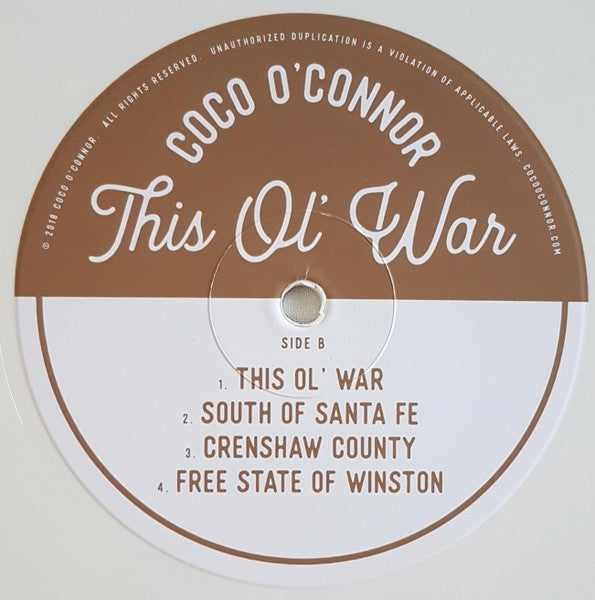 ℗ 2018 COCO O'CONNOR. ALL RIGHTS RESERVED. UNAUTHORIZED DUPLICATION IS A VIOLATION OF APPLICABLE LAWS. COCOOCONNOR.COM
COCO O'CONNOR
This Ol' War
SIDE B
1. THIS OL' WAR
2. SOUTH OF SANTA FE
3. CRENSHAW COUNTY
4. FREE STATE OF WINSTON